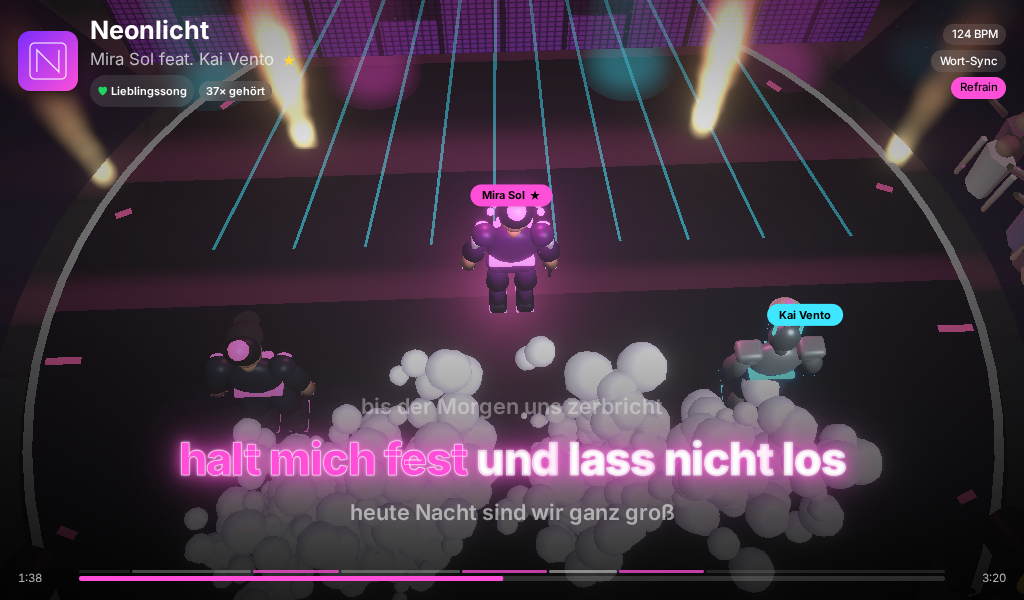 Neonlicht
Mira Sol feat. Kai Vento ★
Lieblingssong
37× gehört
124 BPM
Wort-Sync
Refrain
N
Mira Sol ★
Kai Vento
bis der Morgen uns zerbricht
halt mich fest und lass nicht los
heute Nacht sind wir ganz groß
1:38
3:20